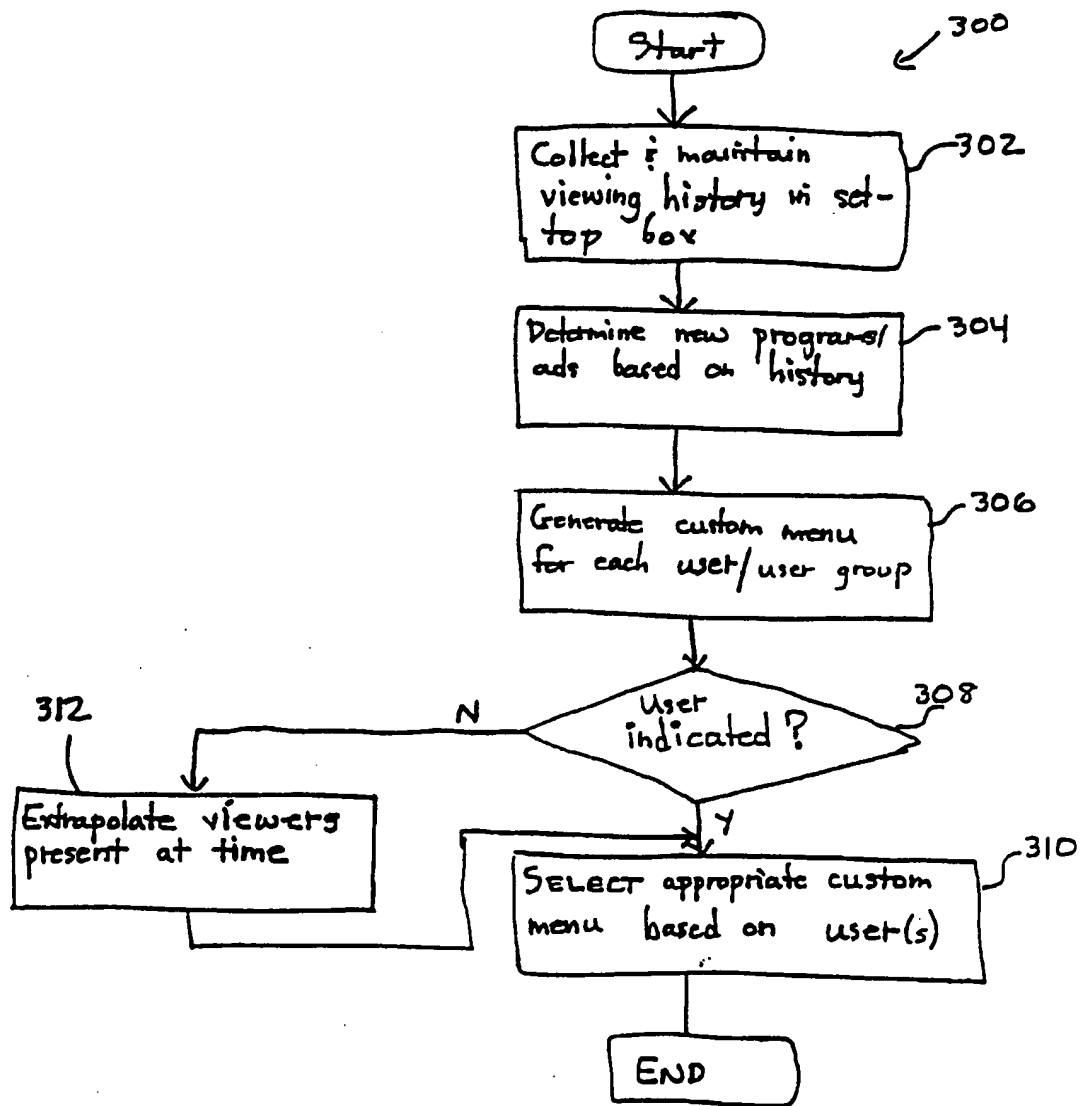 Start
300
Collect & maintain
viewing history in set-
top box
302
Determine new programs/
ads based on history
304
Generate custom menu
for each user/user group
306
User
indicated?
308
N
Y
312
Extrapolate viewers
present at time
SELECT appropriate custom
menu based on user(s)
310
END